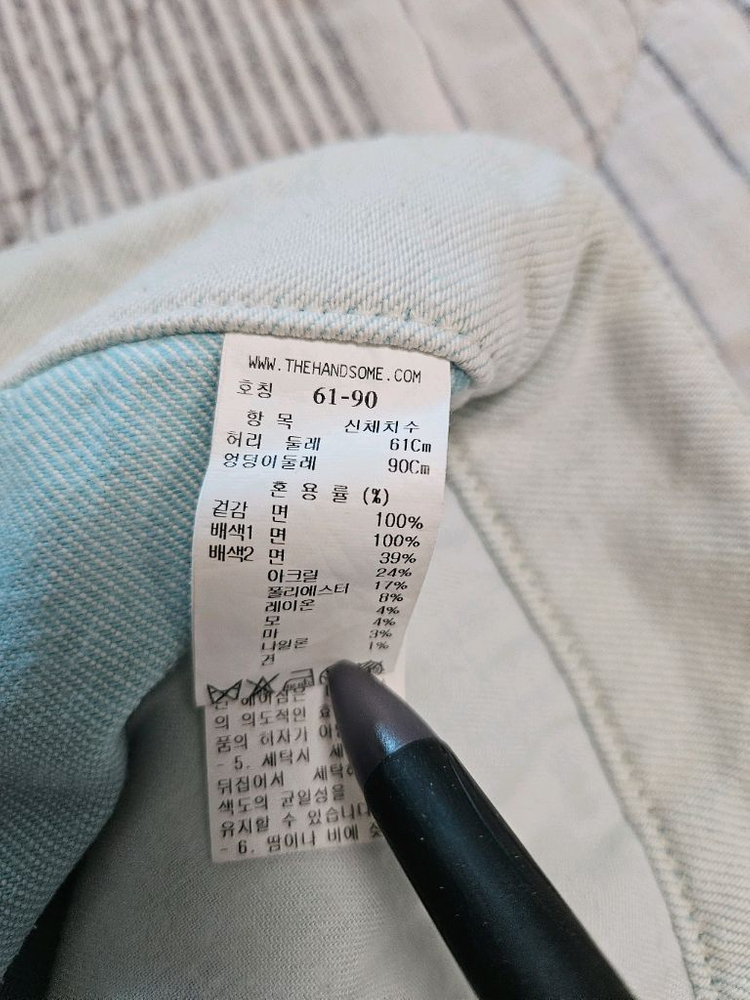 WWW.THEHANDSOME.COM
호칭 61-90
항 목 신체치수
허리 둘레 61Cm
엉덩이둘레 90Cm
혼 용 률 (%)
겉감 면 100%
배색1 면 100%
배색2 면 39%
아크릴 24%
폴리에스터 17%
레이온 8%
모 4%
마 4%
나일론 3%
견 1%
의 의도적인
품의 하자가
- 5. 세탁시
뒤집어서
색도의 균일성을
유지할 수 있습니다
- 6. 땀이나 비에